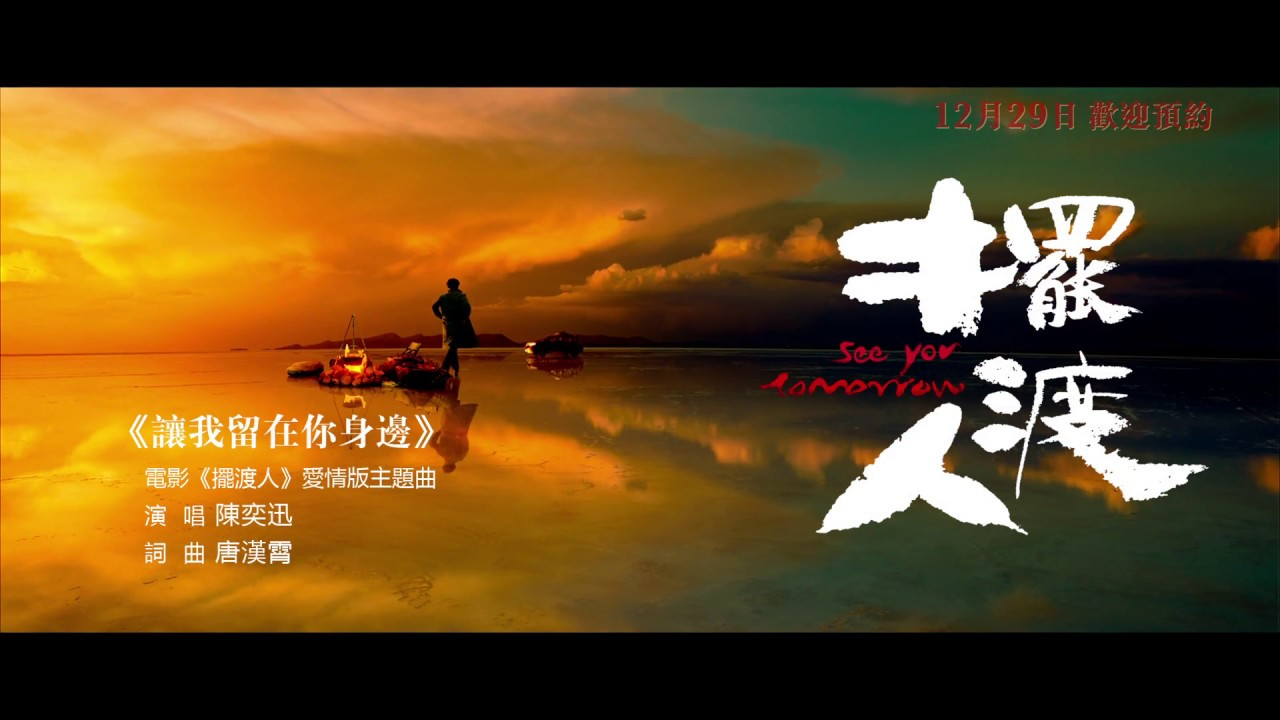 12月29日 歡迎預約
擺渡人
see you
tomorrow
《讓我留在你身邊》
電影《擺渡人》愛情版主題曲
演 唱 陳奕迅
詞 曲 唐漢霄